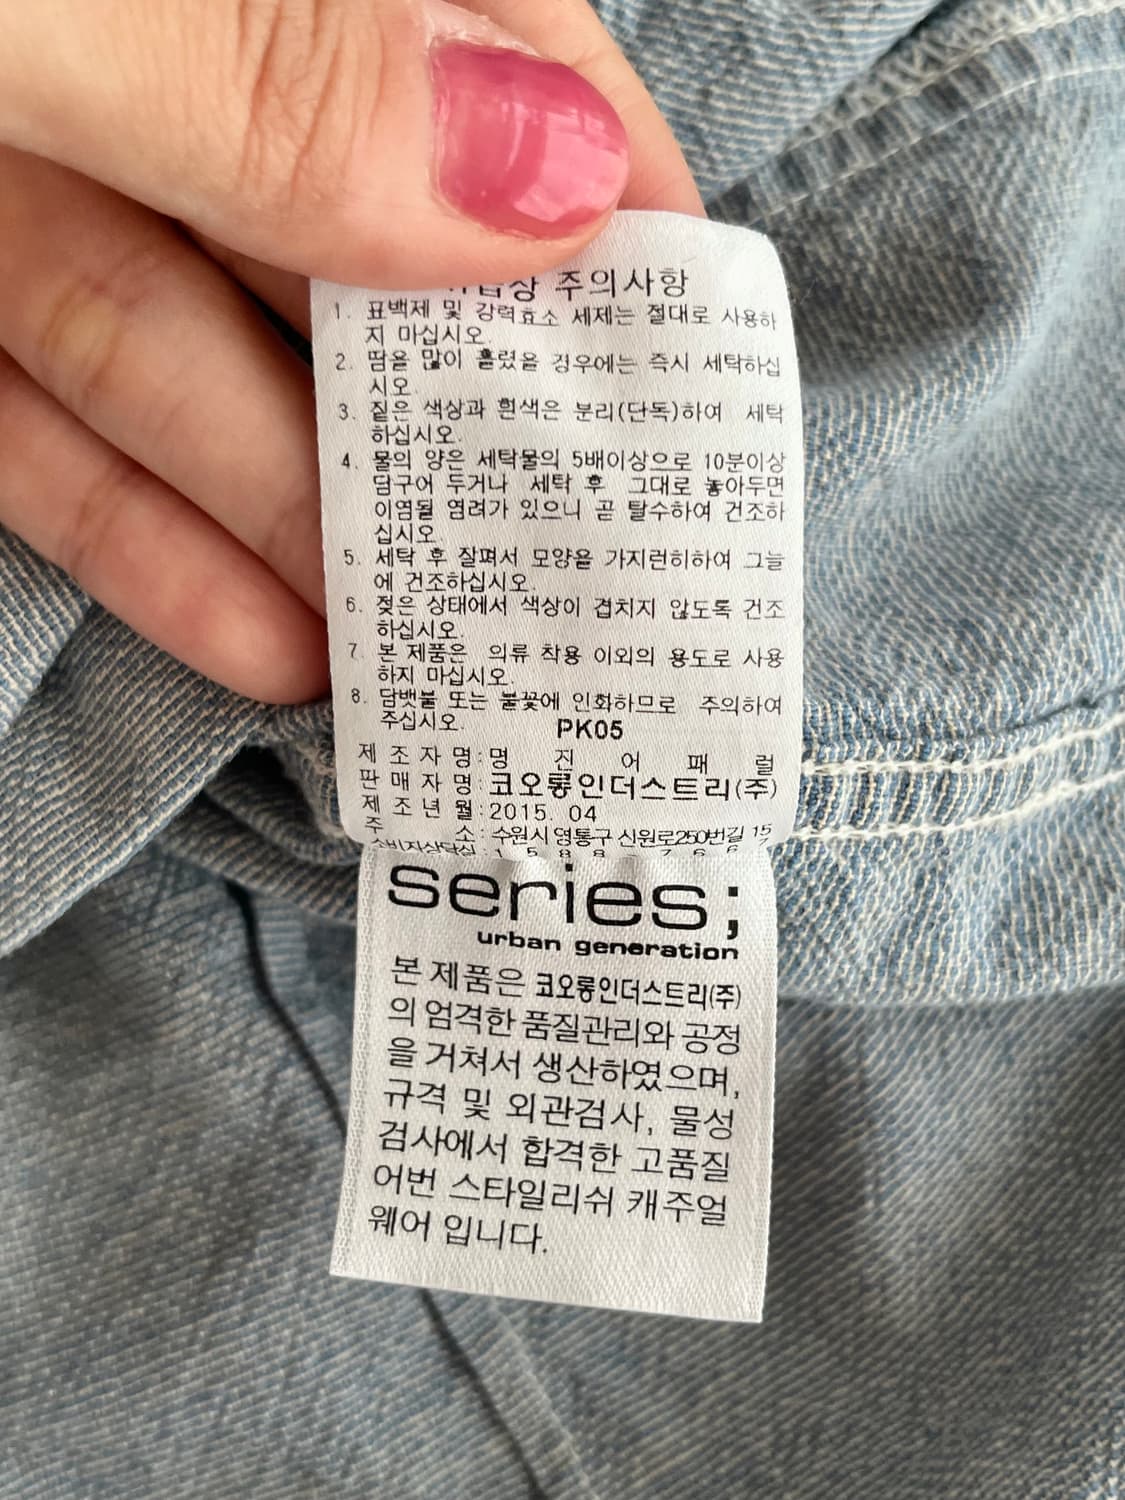 취급상 주의사항
1. 표백제 및 강력효소 세제는 절대로 사용하
지 마십시오.
2. 땀을 많이 흘렸을 경우에는 즉시 세탁하십
시오.
3. 짙은 색상과 흰색은 분리(단독)하여 세탁
하십시오.
4. 물의 양은 세탁물의 5배이상으로 10분이상
담구어 두거나 세탁 후 그대로 놓아두면
이염될 염려가 있으니 곧 탈수하여 건조하
십시오.
5. 세탁 후 잘펴서 모양을 가지런히하여 그늘
에 건조하십시오.
6. 젖은 상태에서 색상이 겹치지 않도록 건조
하십시오.
7. 본 제품은 의류 착용 이외의 용도로 사용
하지 마십시오.
8. 담뱃불 또는 불꽃에 인화하므로 주의하여
주십시오. PK05
제 조 자 명 : 명 진 어 패 럴
판 매 자 명 : 코오롱인더스트리(주)
제 조 년 월 : 2015. 04
주 소 : 수원시 영통구 신원로250번길 15
소비자상담실 : 1 5 8 8 - 7 6 6 7
series;
urban generation
본 제품은 코오롱인더스트리(주)
의 엄격한 품질관리와 공정
을 거쳐서 생산하였으며,
규격 및 외관검사, 물성
검사에서 합격한 고품질
어번 스타일리쉬 캐주얼
웨어 입니다.